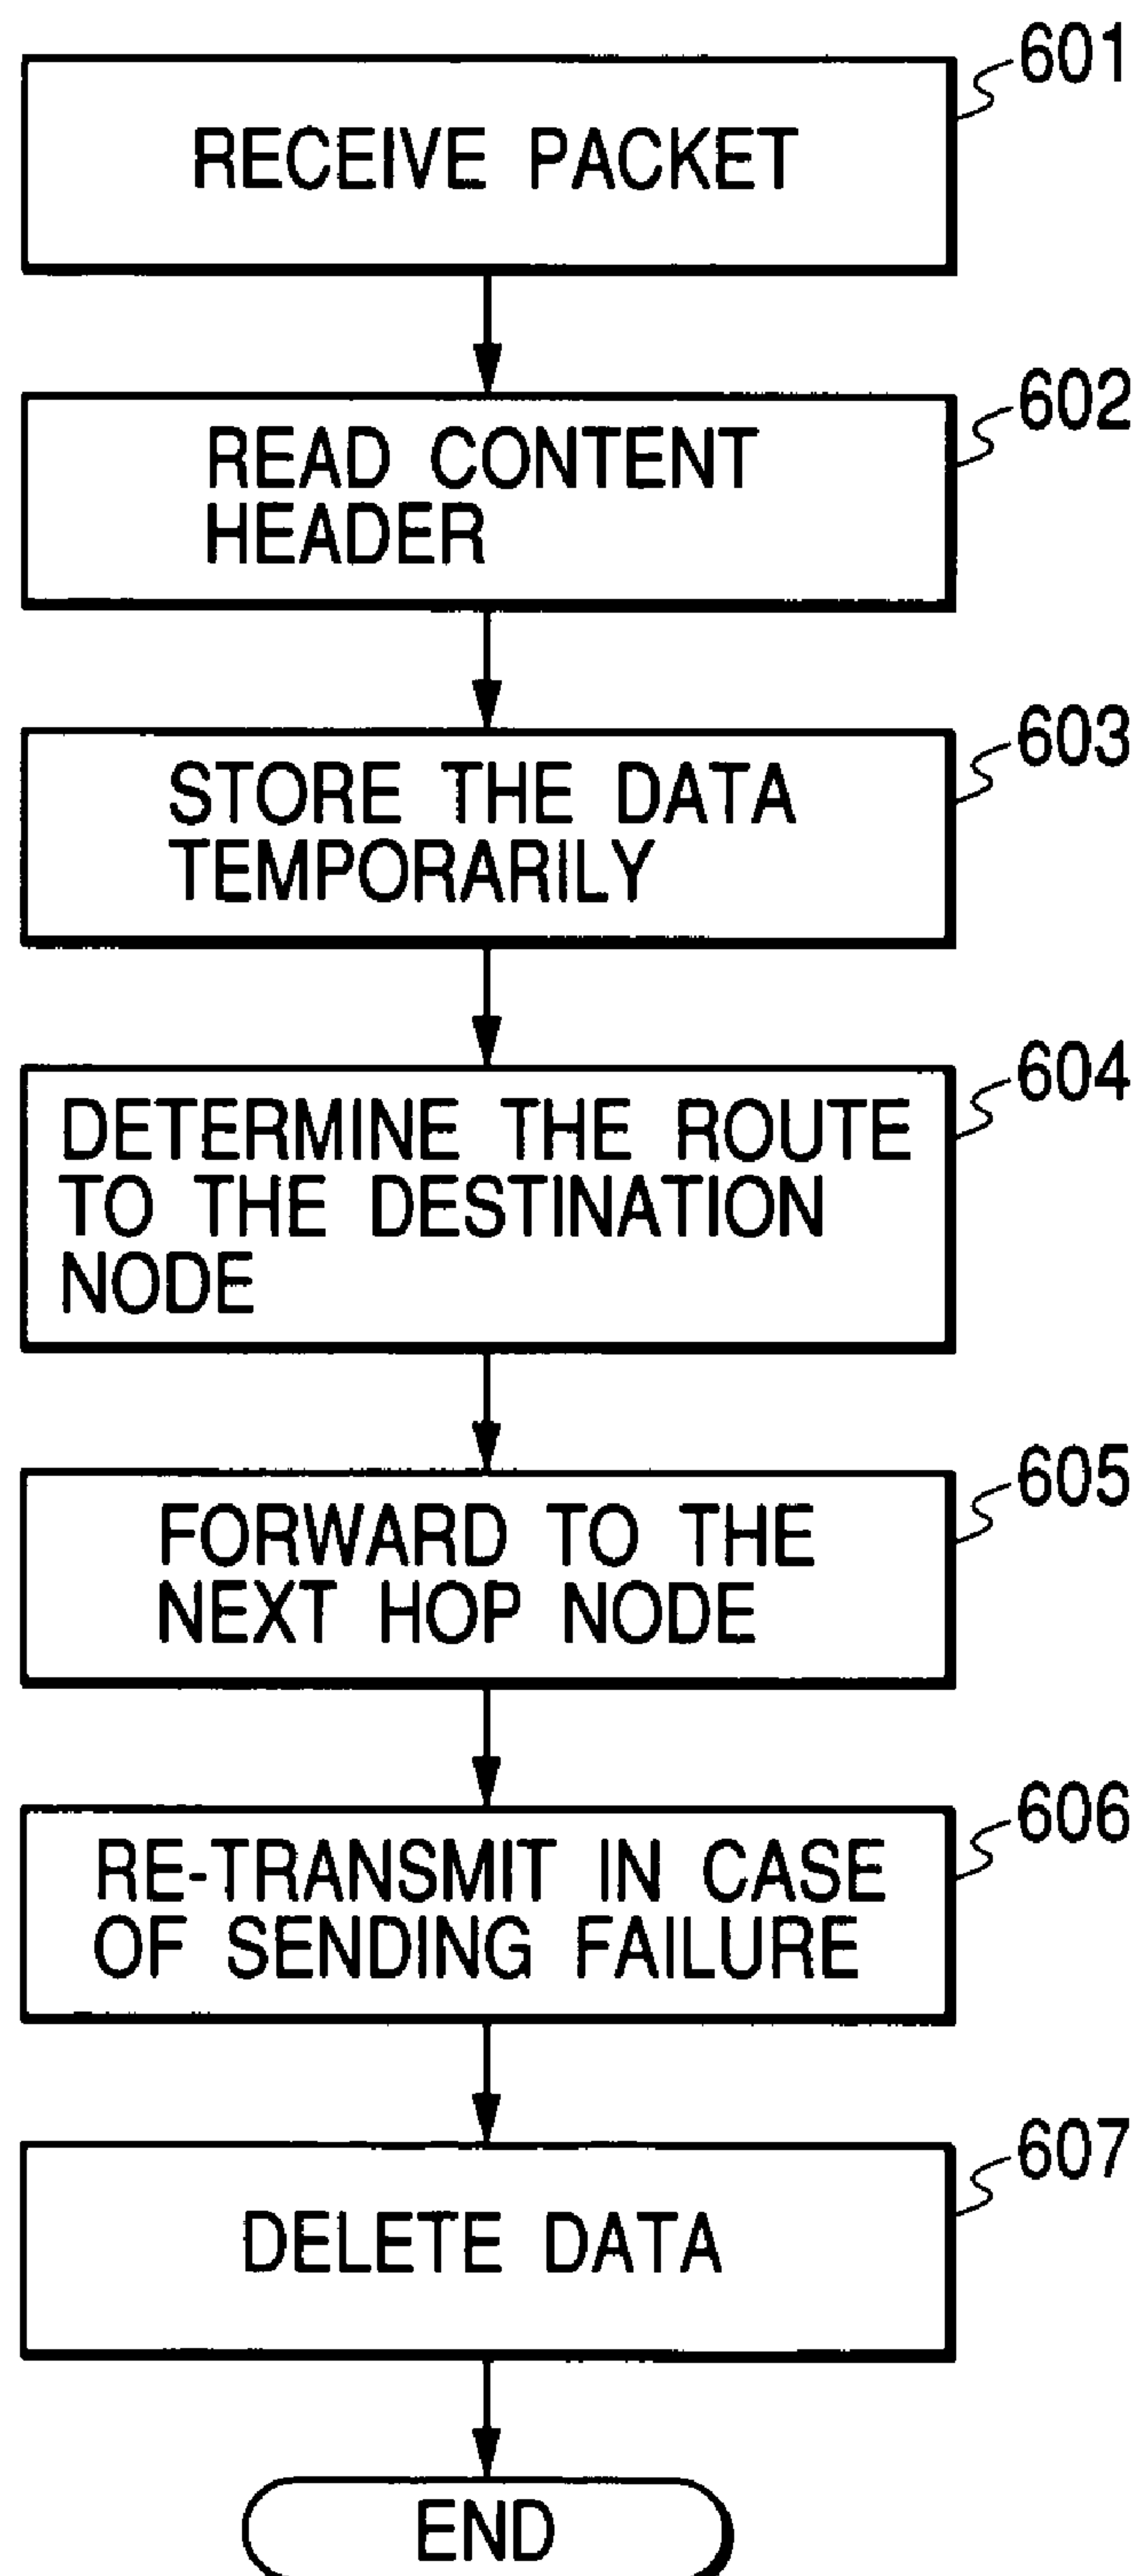 601
RECEIVE PACKET
602
READ CONTENT
HEADER
603
STORE THE DATA
TEMPORARILY
604
DETERMINE THE ROUTE
TO THE DESTINATION
NODE
605
FORWARD TO THE
NEXT HOP NODE
606
RE-TRANSMIT IN CASE
OF SENDING FAILURE
607
DELETE DATA
END